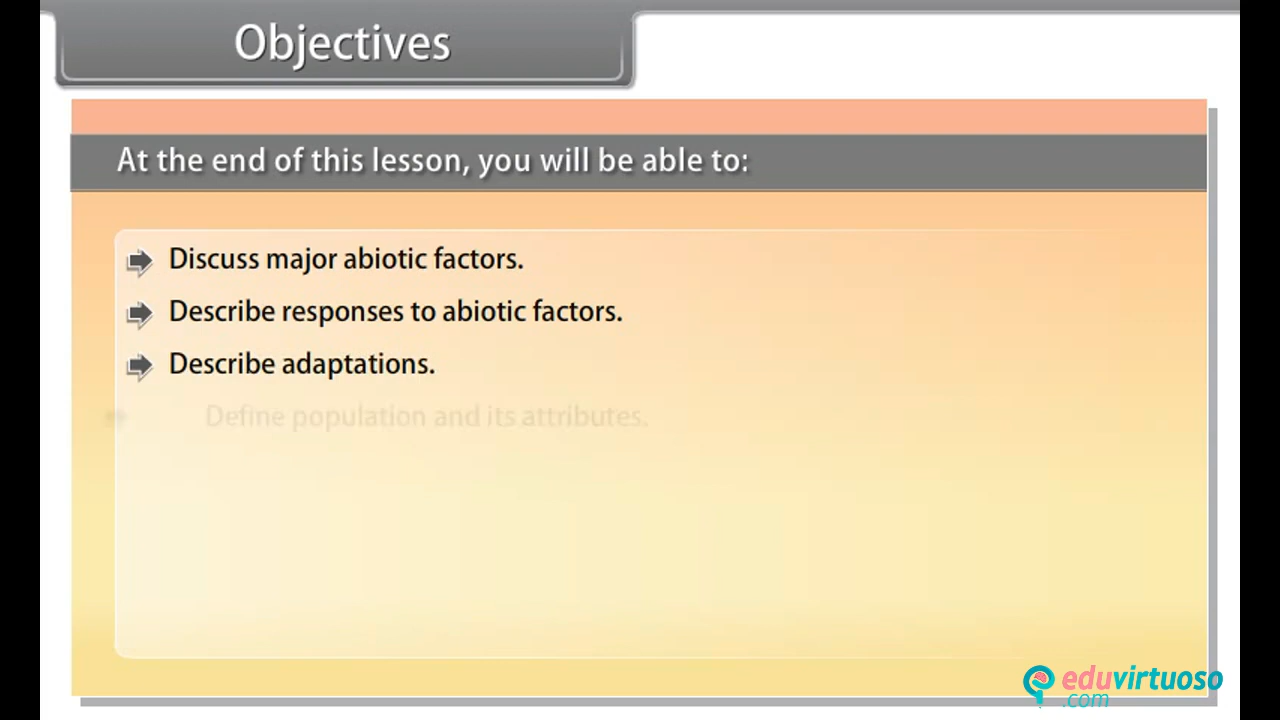 Objectives
At the end of this lesson, you will be able to:
Discuss major abiotic factors.
Describe responses to abiotic factors.
Describe adaptations.
Define population and its attributes.
eduvirtuoso
.com